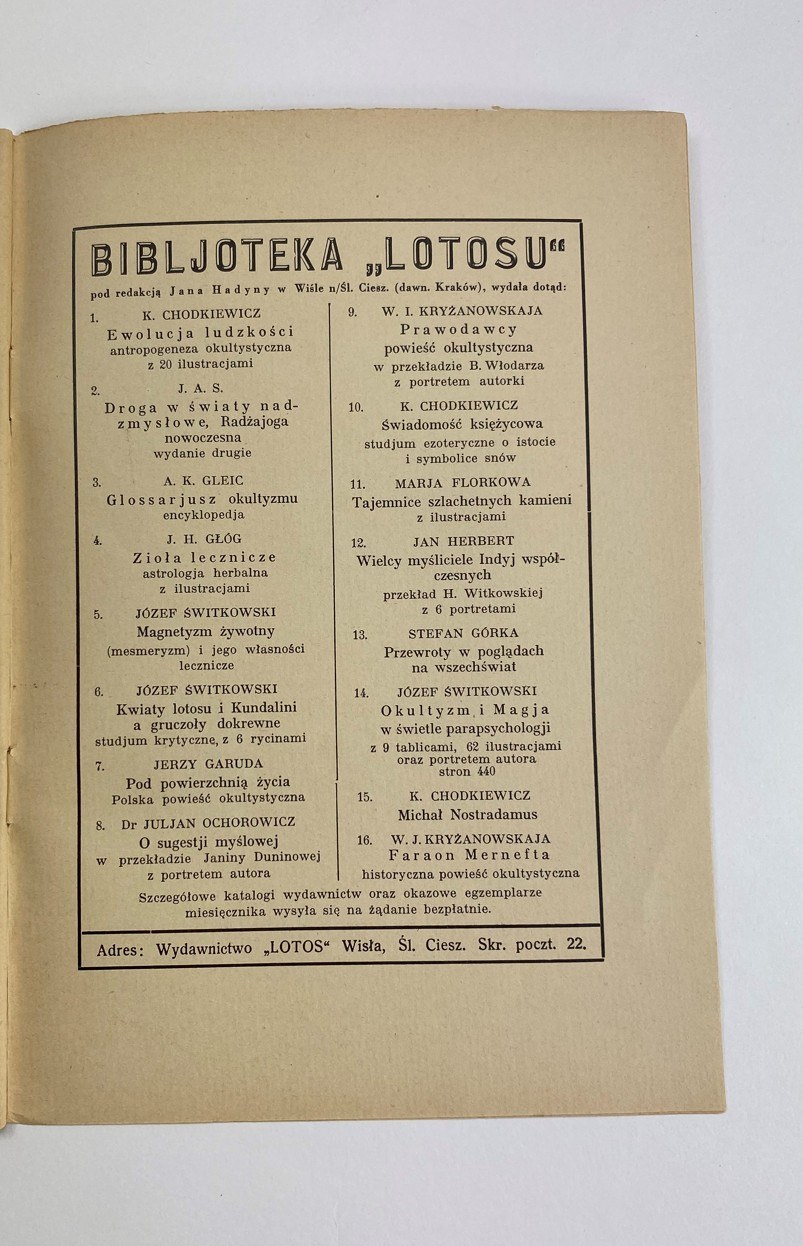 BIBLJOTEKA „LOTOSU“
pod redakcją Jana Hadyny w Wiśle n/Śl. Ciesz. (dawn. Kraków), wydała dotąd:
1. K. CHODKIEWICZ
Ewolucja ludzkości
antropogeneza okultystyczna
z 20 ilustracjami
2. J. A. S.
Droga w światy nad-
zmysłowe, Radżajoga
nowoczesna
wydanie drugie
3. A. K. GLEIC
Glossarjusz okultyzmu
encyklopedja
4. J. H. GŁÓG
Zioła lecznicze
astrologja herbalna
z ilustracjami
5. JÓZEF ŚWITKOWSKI
Magnetyzm żywotny
(mesmeryzm) i jego własności
lecznicze
6. JÓZEF ŚWITKOWSKI
Kwiaty lotosu i Kundalini
a gruczoły dokrewne
studjum krytyczne, z 6 rycinami
7. JERZY GARUDA
Pod powierzchnią życia
Polska powieść okultystyczna
8. Dr JULJAN OCHOROWICZ
O sugestji myślowej
w przekładzie Janiny Duninowej
z portretem autora
9. W. I. KRYŻANOWSKAJA
Prawodawcy
powieść okultystyczna
w przekładzie B. Włodarza
z portretem autorki
10. K. CHODKIEWICZ
Świadomość księżycowa
studjum ezoteryczne o istocie
i symbolice snów
11. MARJA FLORKOWA
Tajemnice szlachetnych kamieni
z ilustracjami
12. JAN HERBERT
Wielcy myśliciele Indyj współ-
czesnych
przekład H. Witkowskiej
z 6 portretami
13. STEFAN GÓRKA
Przewroty w poglądach
na wszechświat
14. JÓZEF ŚWITKOWSKI
Okultyzm i Magja
w świetle parapsychologji
z 9 tablicami, 62 ilustracjami
oraz portretem autora
stron 440
15. K. CHODKIEWICZ
Michał Nostradamus
16. W. J. KRYŻANOWSKAJA
Faraon Mernefta
historyczna powieść okultystyczna
Szczegółowe katalogi wydawnictw oraz okazowe egzemplarze
miesięcznika wysyła się na żądanie bezpłatnie.
Adres: Wydawnictwo „LOTOS“ Wisła, Śl. Ciesz. Skr. poczt. 22.